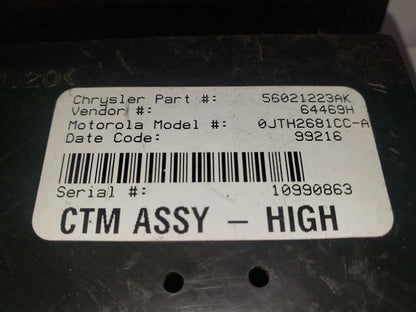 Chrysler Part #: 56021223AK
Vendor #: 64469H
Motorola Model #: 0JTH2681CC-A
Date Code: 99216
Serial #: 10990863
CTM ASSY – HIGH